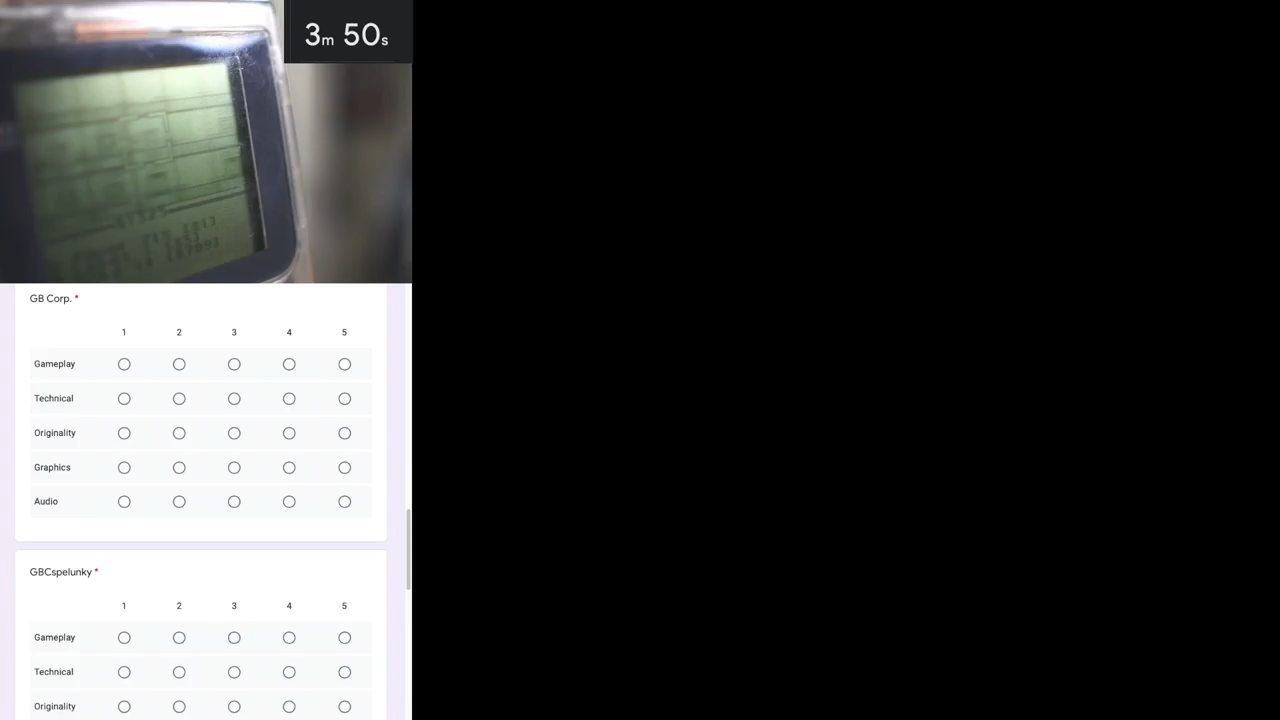 3m 50s
GB Corp. *
1 2 3 4 5
Gameplay
Technical
Originality
Graphics
Audio
GBCspelunky *
1 2 3 4 5
Gameplay
Technical
Originality